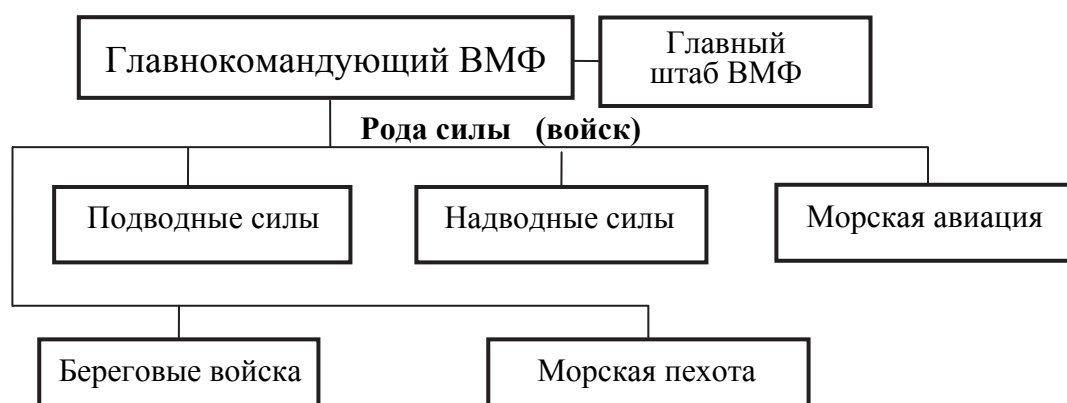 Главнокомандующий ВМФ
Главный
штаб ВМФ
Рода силы (войск)
Подводные силы
Надводные силы
Морская авиация
Береговые войска
Морская пехота